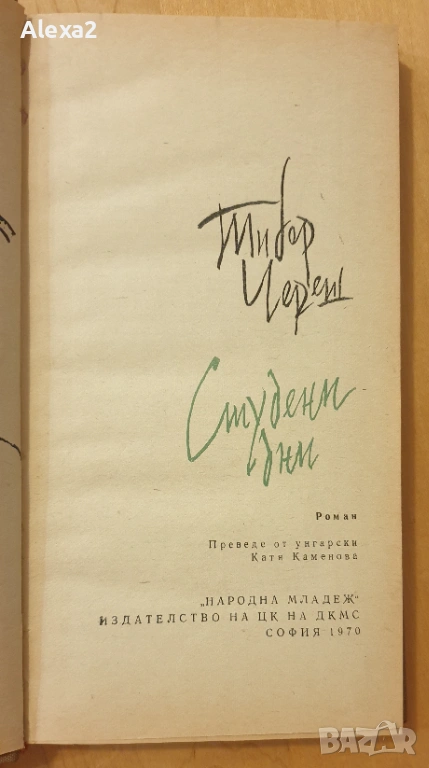 Alexa2
Тибор
Череш
Студени
дни
Роман
Преведе от унгарски
Катя Каменова
„НАРОДНА МЛАДЕЖ“
ИЗДАТЕЛСТВО НА ЦК НА ДКМС
СОФИЯ 1970
BAZAR